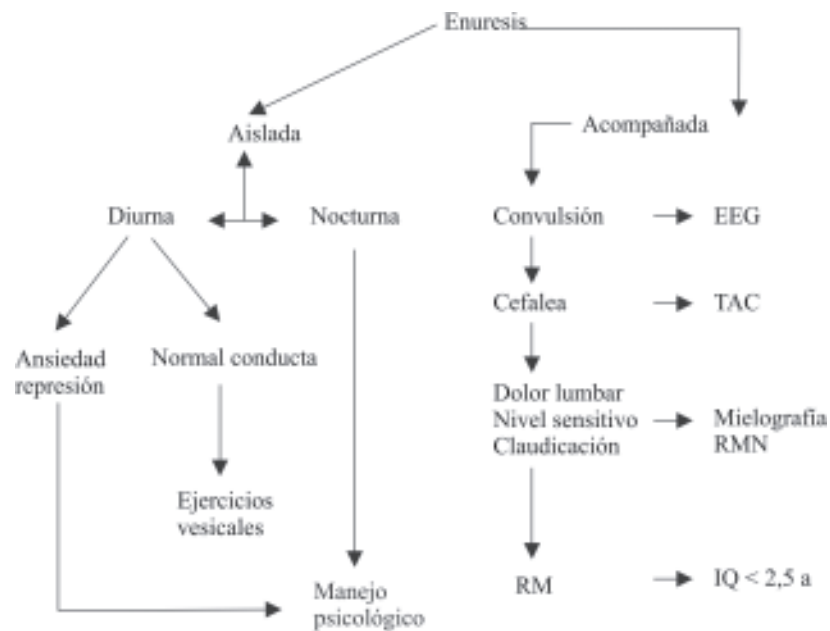 Enuresis
Aislada
Acompañada
Diurna
Nocturna
Convulsión
EEG
Cefalea
TAC
Ansiedad
represión
Normal conducta
Dolor lumbar
Nivel sensitivo
Claudicación
Mielografía
RMN
Ejercicios
vesicales
Manejo
psicológico
RM
IQ < 2,5 a